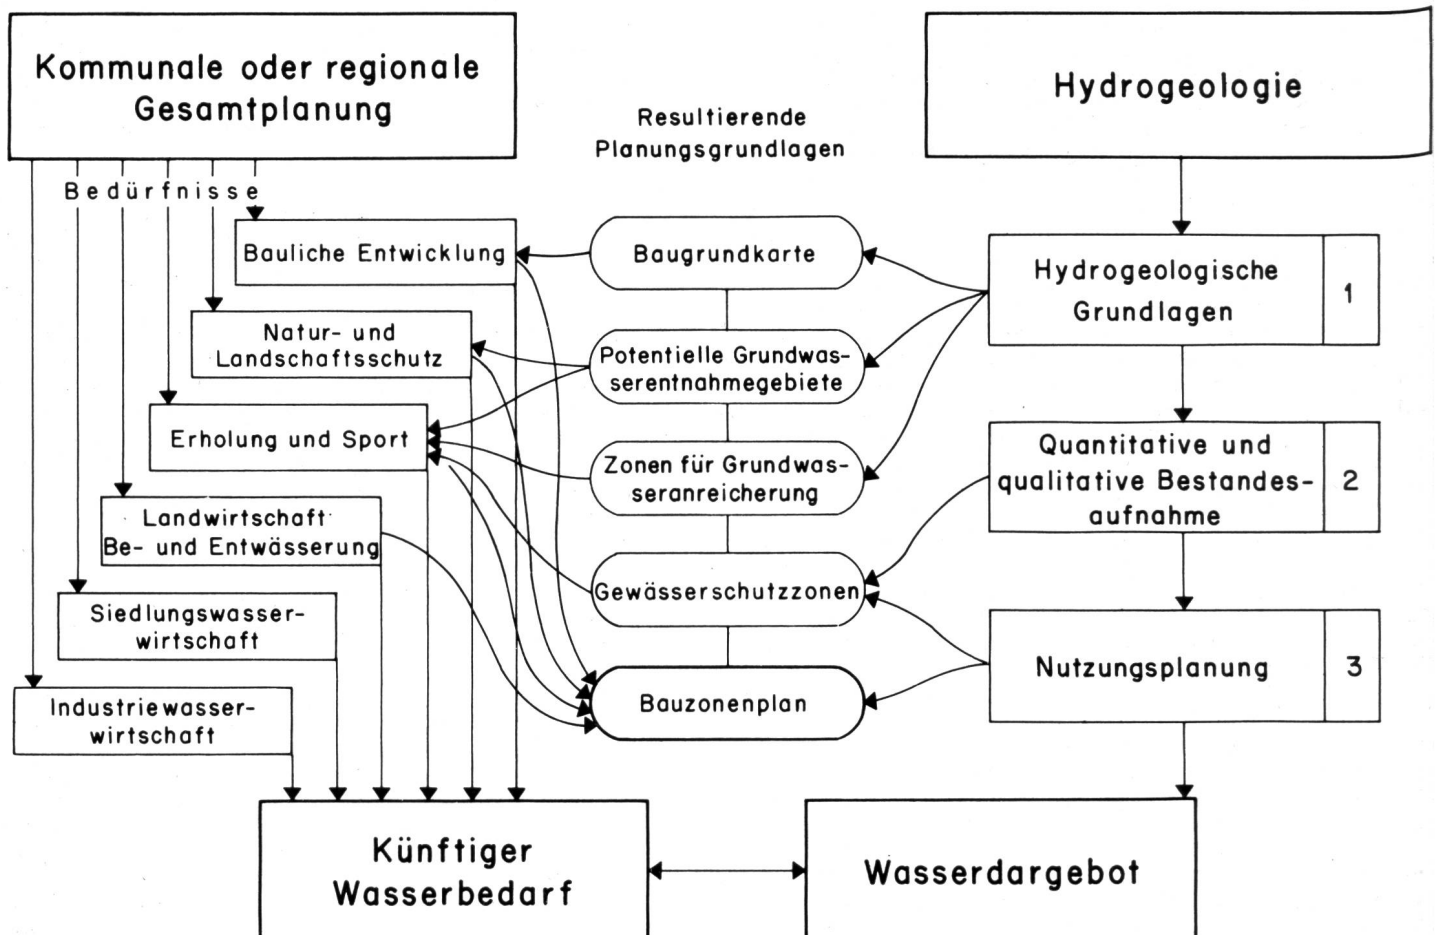 Kommunale oder regionale
Gesamtplanung
Hydrogeologie
Resultierende
Planungsgrundlagen
Bedürfnisse
Bauliche Entwicklung
Natur- und
Landschaftsschutz
Erholung und Sport
Landwirtschaft
Be- und Entwässerung
Siedlungswasser-
wirtschaft
Industriewasser-
wirtschaft
Baugrundkarte
Potentielle Grundwas-
serentnahmegebiete
Zonen für Grundwas-
seranreicherung
Gewässerschutzzonen
Bauzonenplan
Hydrogeologische
Grundlagen
1
Quantitative und
qualitative Bestandes-
aufnahme
2
Nutzungsplanung
3
Künftiger
Wasserbedarf
Wasserdargebot